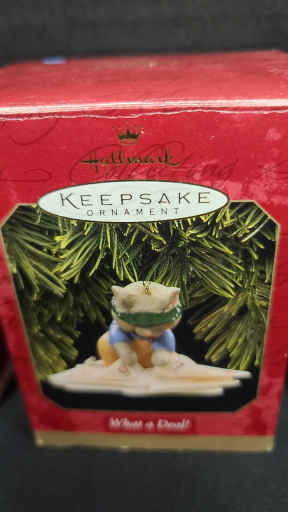 Hallmark
KEEPSAKE
ORNAMENT
What a Deal!